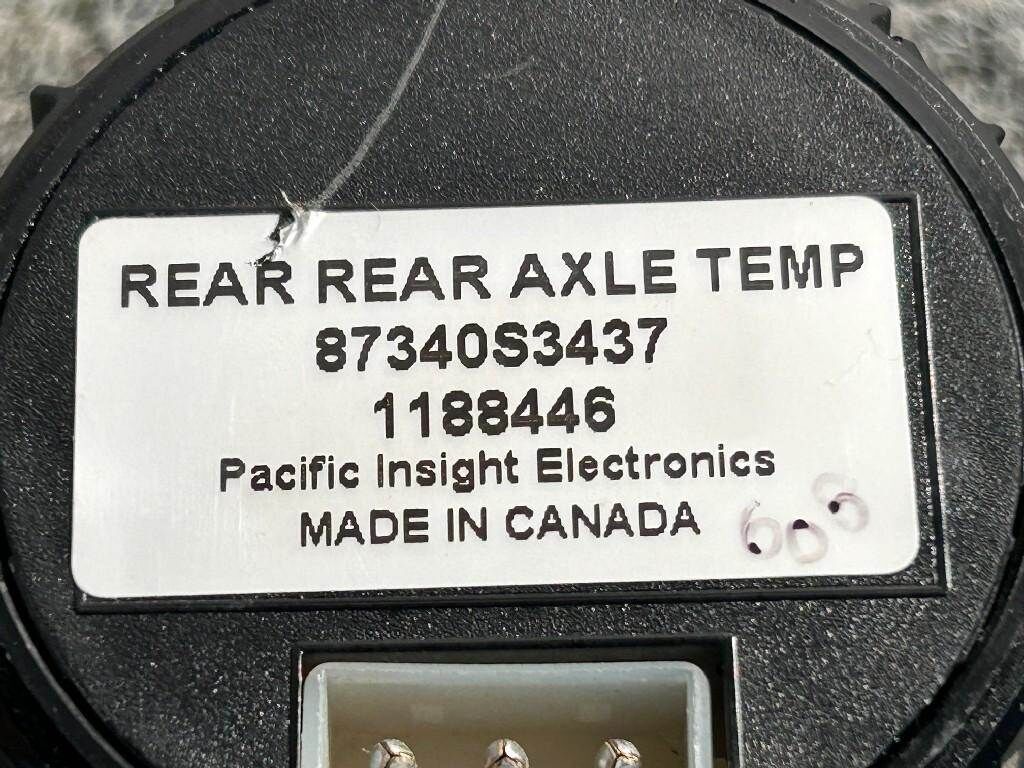 REAR REAR AXLE TEMP
87340S3437
1188446
Pacific Insight Electronics
MADE IN CANADA